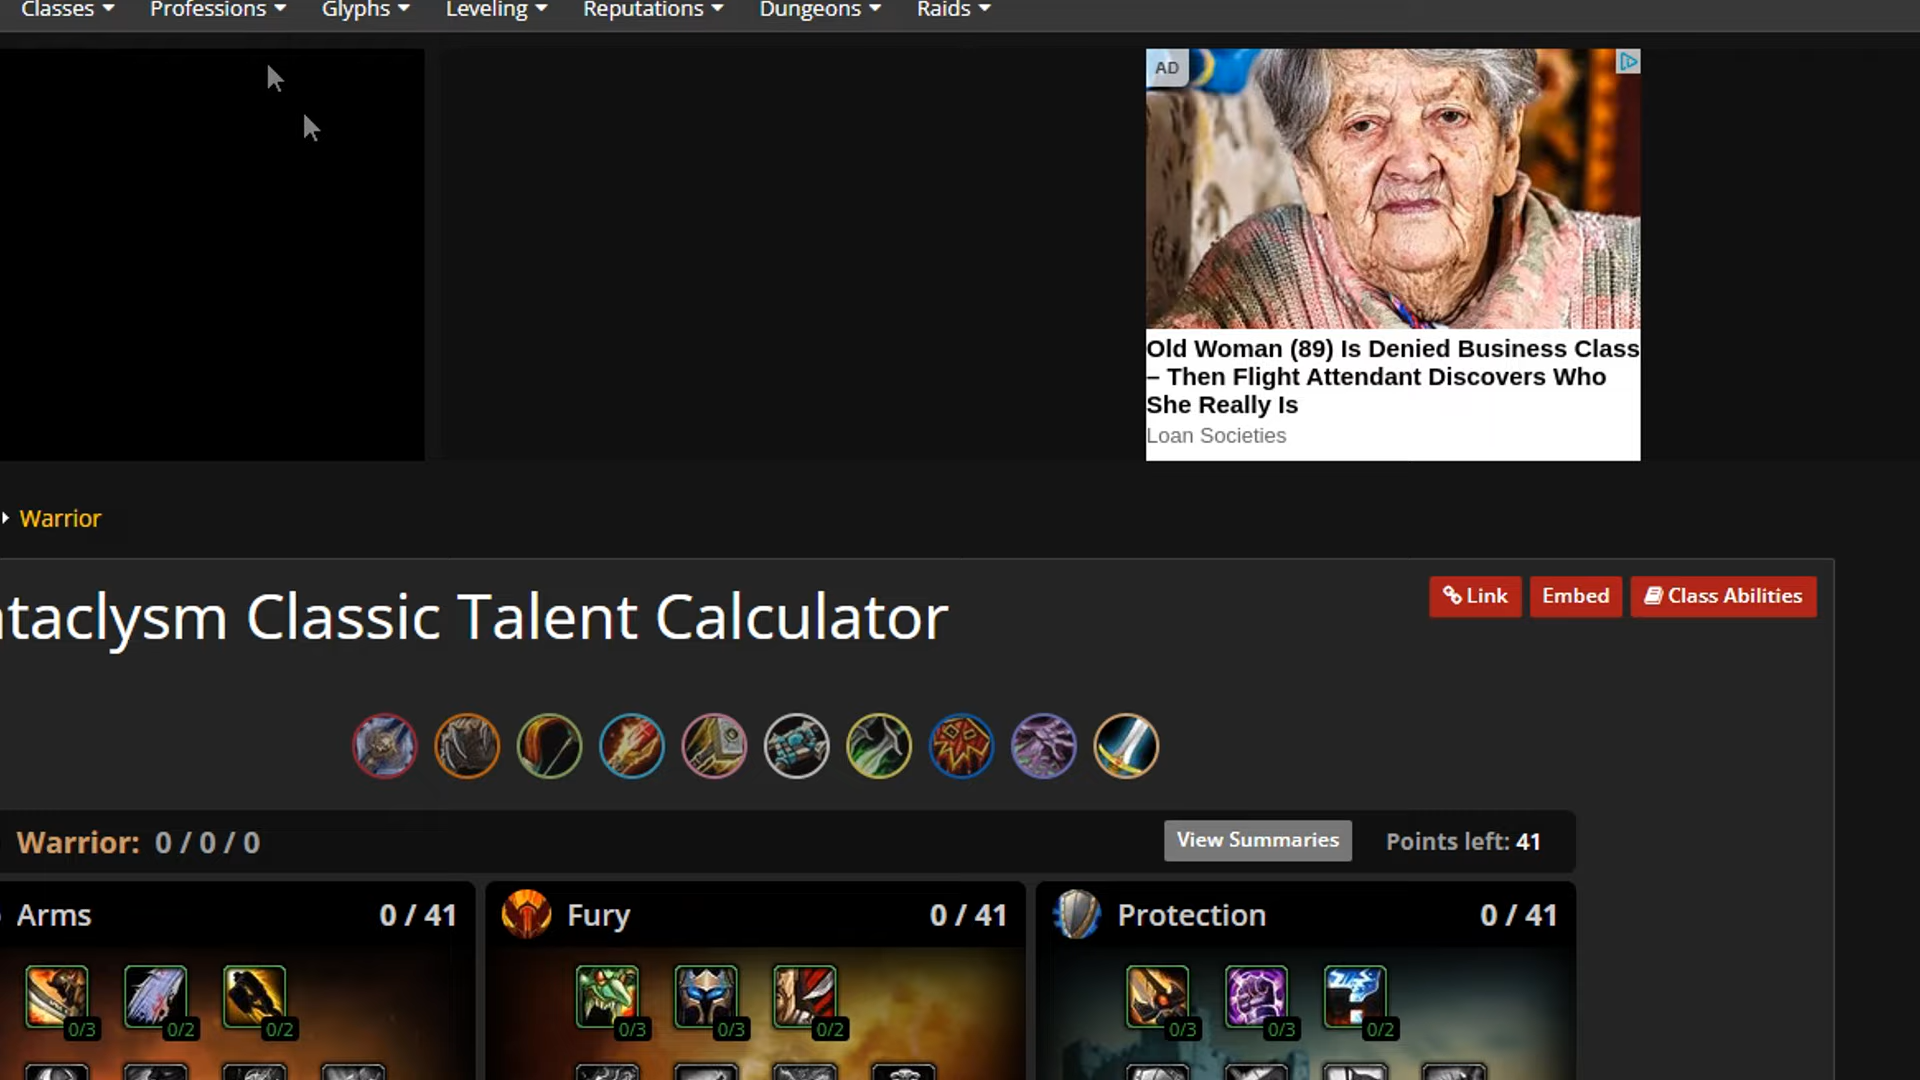 Classes Professions Glyphs Leveling Reputations Dungeons Raids
AD
Old Woman (89) Is Denied Business Class
– Then Flight Attendant Discovers Who
She Really Is
Loan Societies
Warrior
taclysm Classic Talent Calculator
Link Embed Class Abilities
Warrior: 0 / 0 / 0 View Summaries Points left: 41
Arms 0 / 41 Fury 0 / 41 Protection 0 / 41
0/3 0/2 0/2 0/3 0/3 0/2 0/3 0/3 0/2